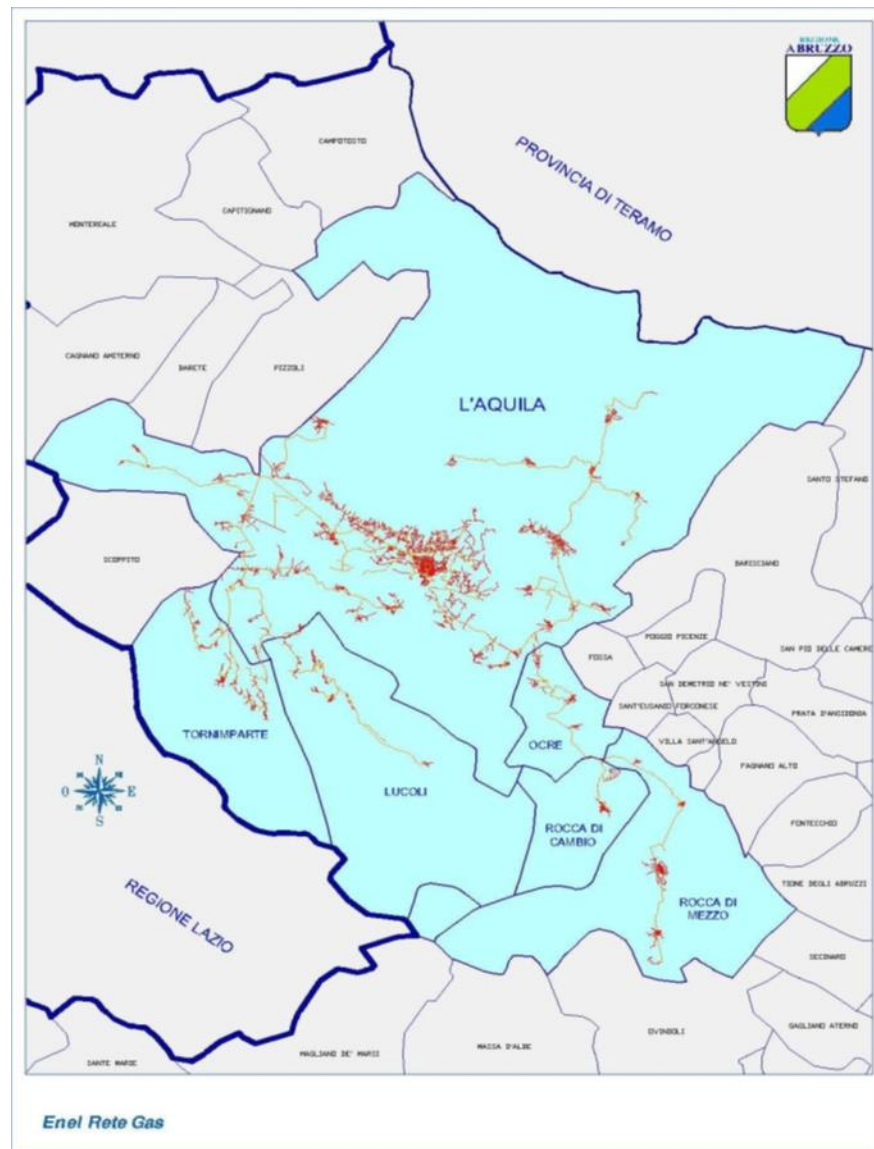 REGIONE
ABRUZZO
CAMPOTOSTO
PROVINCIA DI TERAMO
CAPITIGNANO
MONTEREALE
CAGNANO AMITERNO
BARETE
PIZZOLI
L'AQUILA
SANTO STEFANO
SCOPPITO
BARISCIANO
POGGIO PICENZE
FOSSA
SAN PIO DELLE CAMERE
SAN DEMETRIO NE' VESTINI
SANT'EUSANIO FORCONESE
PRATA D'ANSIDONIA
TORNIMPARTE
OCRE
VILLA SANT'ANGELO
FAGNANO ALTO
N
O
E
S
LUCOLI
ROCCA DI
CAMBIO
FONTECCHIO
TIONE DEGLI ABRUZZI
REGIONE LAZIO
ROCCA DI
MEZZO
SECINARO
GAGLIANO ATERNO
OVINDOLI
MASSA D'ALBE
MAGLIANO DE' MARSI
SANTE MARIE
Enel Rete Gas